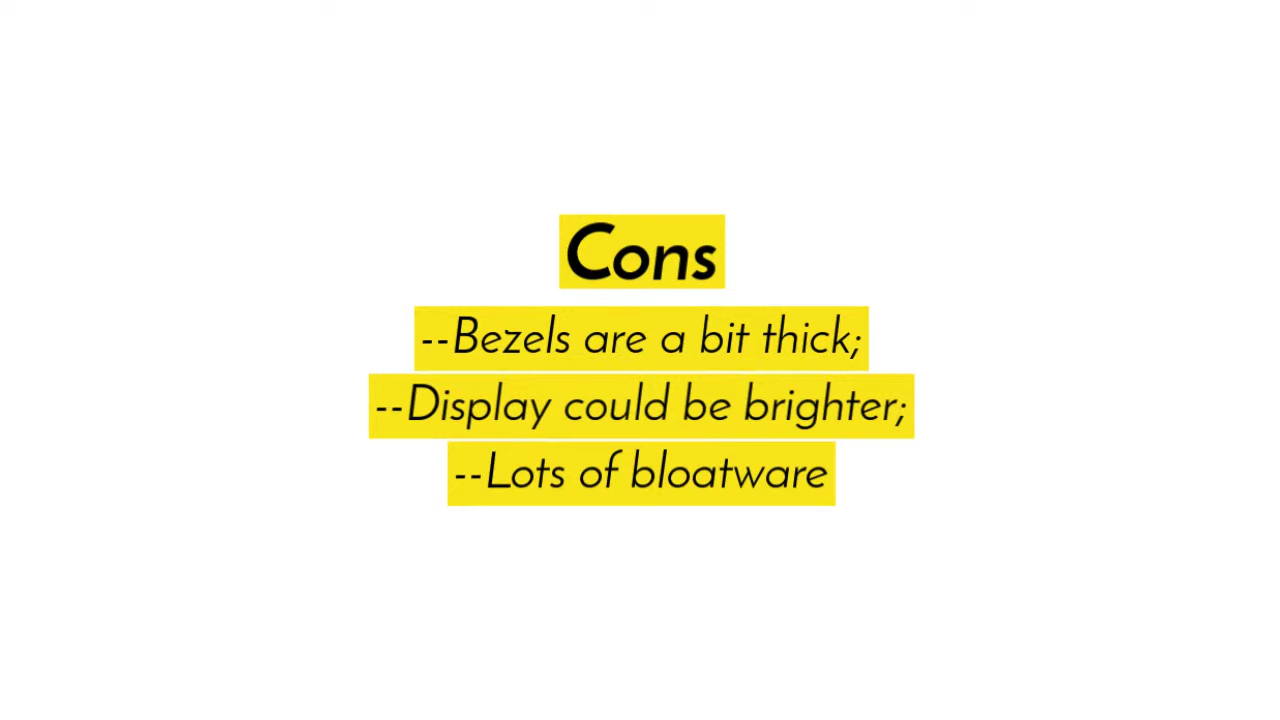 Cons
--Bezels are a bit thick;
--Display could be brighter;
--Lots of bloatware